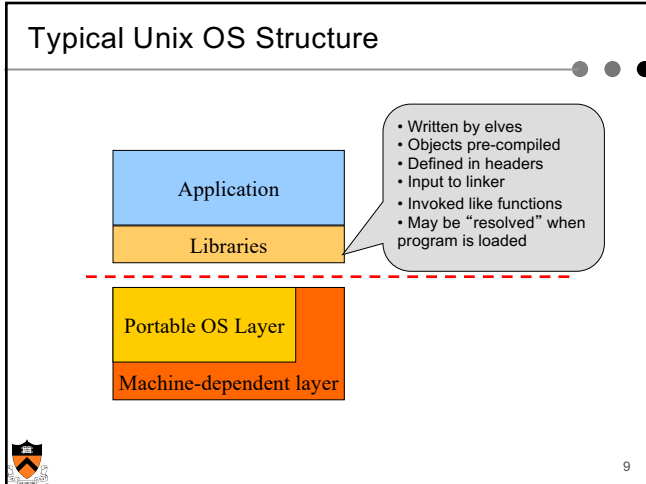 Typical Unix OS Structure
• Written by elves
• Objects pre-compiled
• Defined in headers
• Input to linker
• Invoked like functions
• May be “resolved” when
program is loaded
Application
Libraries
Portable OS Layer
Machine-dependent layer
9